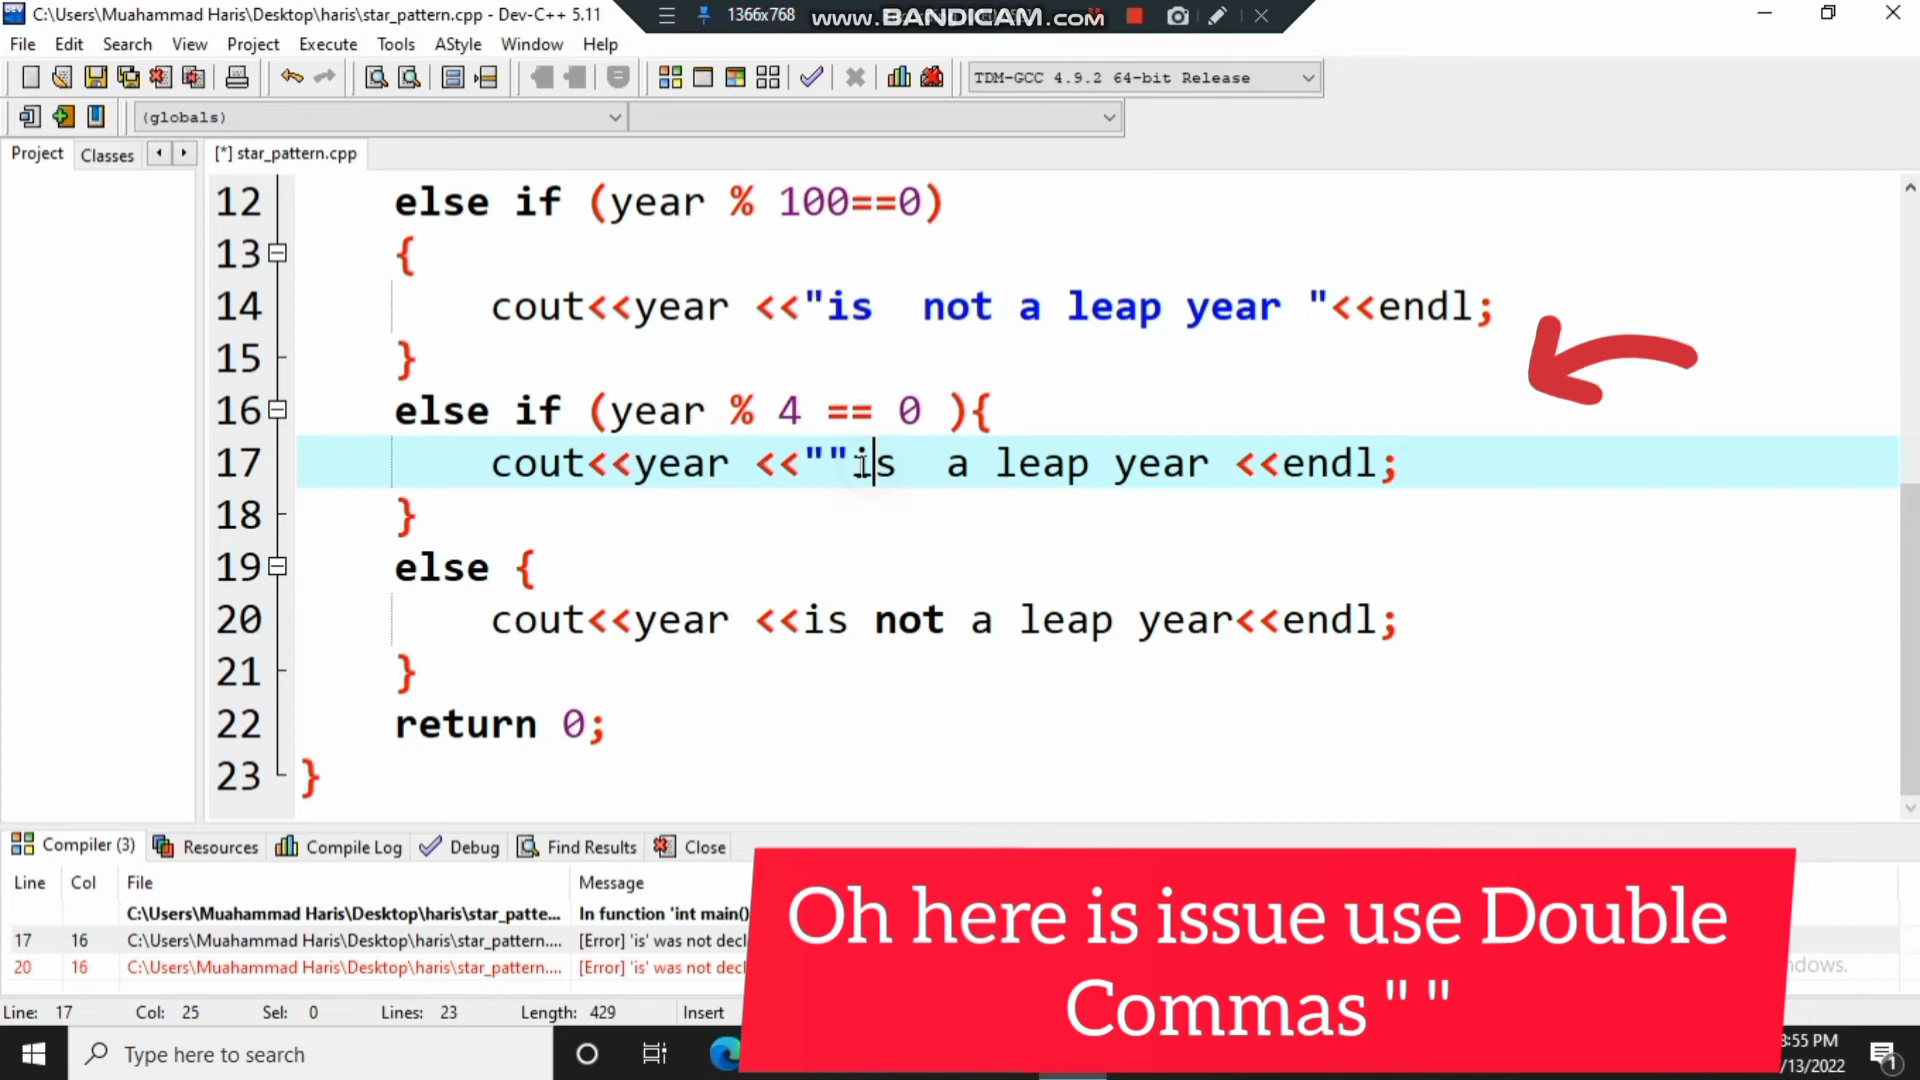 C:\Users\Muahammad Haris\Desktop\haris\star_pattern.cpp - Dev-C++ 5.11
1366x768
www.BANDICAM.com
File Edit Search View Project Execute Tools AStyle Window Help
TDM-GCC 4.9.2 64-bit Release
(globals)
Project Classes [*] star_pattern.cpp
12 else if (year % 100==0)
13 {
14 cout<<year <<"is  not a leap year "<<endl;
15 }
16 else if (year % 4 == 0 ){
17 cout<<year <<""is  a leap year <<endl;
18 }
19 else {
20 cout<<year <<is not a leap year<<endl;
21 }
22 return 0;
23 }
Compiler (3) Resources Compile Log Debug Find Results Close
Line Col File Message
C:\Users\Muahammad Haris\Desktop\haris\star_patte... In function 'int main()
17 16 C:\Users\Muahammad Haris\Desktop\haris\star_pattern.... [Error] 'is' was not decl
20 16 C:\Users\Muahammad Haris\Desktop\haris\star_pattern.... [Error] 'is' was not decl
Oh here is issue use Double
Commas " "
dows.
Line: 17 Col: 25 Sel: 0 Lines: 23 Length: 429 Insert
Type here to search
:55 PM
/13/2022
1